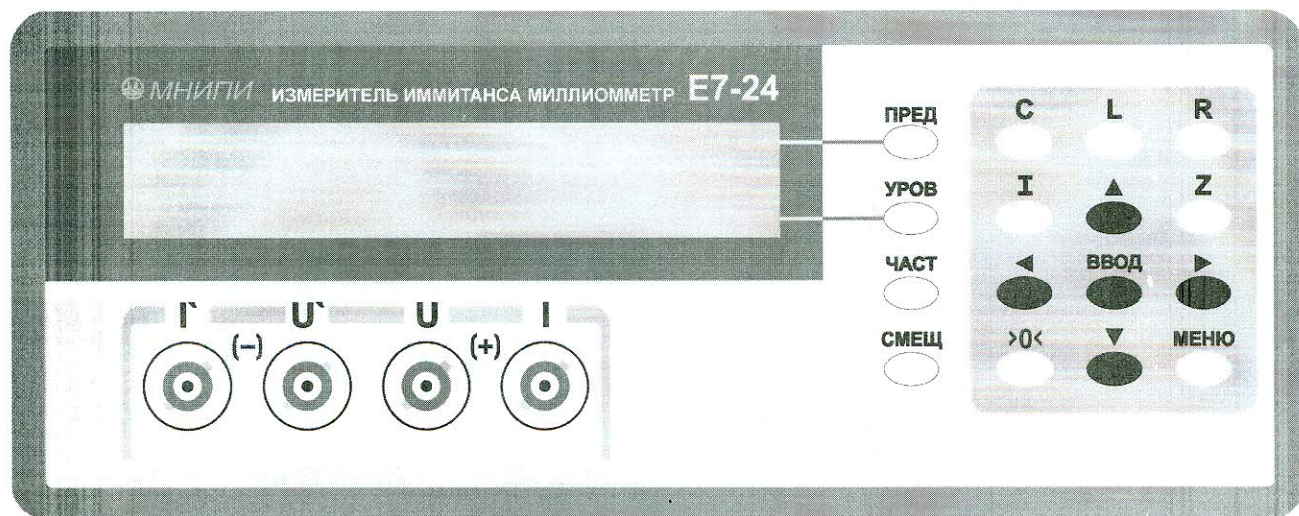 МНИПИ ИЗМЕРИТЕЛЬ ИММИТАНСА МИЛЛИОММЕТР Е7-24
ПРЕД
УРОВ
ЧАСТ
СМЕЩ
C L R
I ▲ Z
◄ ВВОД ►
>0< ▼ МЕНЮ
I` U` U I
(−) (+)